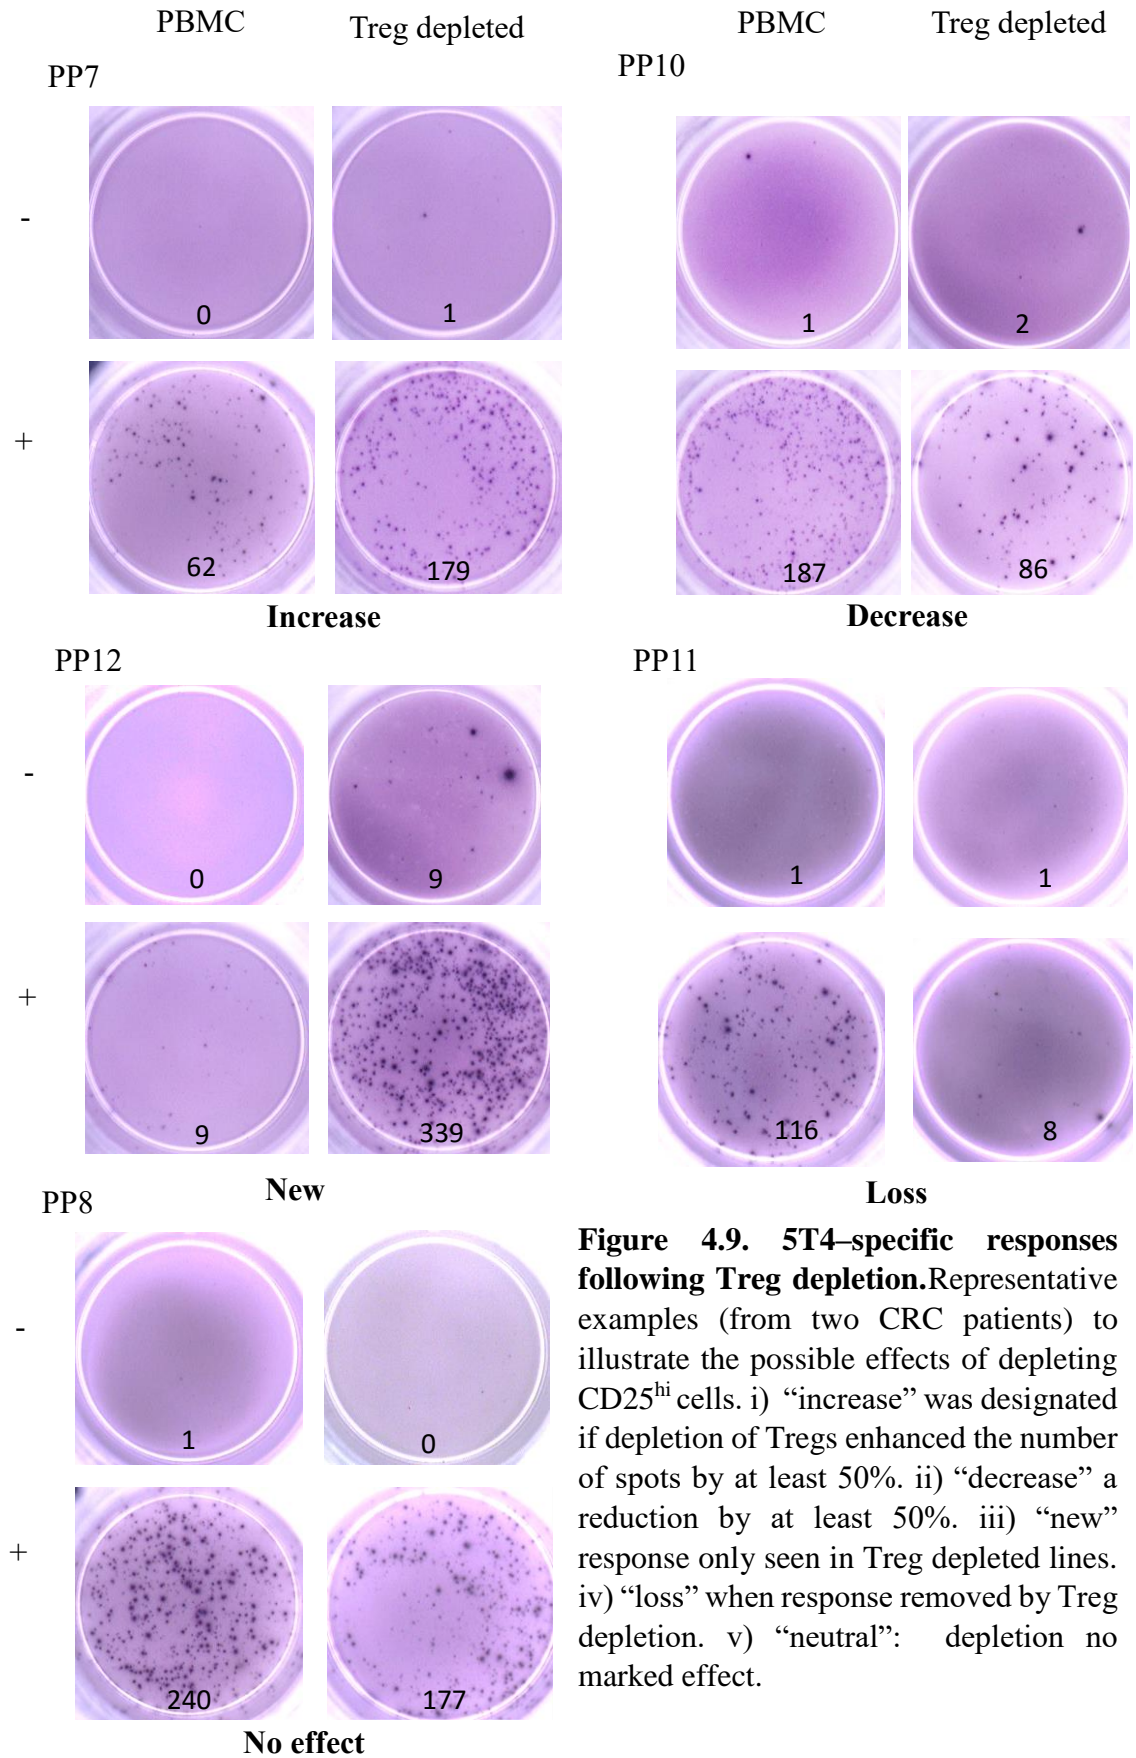 PBMC Treg depleted PBMC Treg depleted
PP7 PP10
-
0 1 1 2
+
62 179 187 86
Increase Decrease
PP12 PP11
-
0 9 1 1
+
9 339 116 8
New Loss
PP8
Figure 4.9. 5T4–specific responses
following Treg depletion.Representative
examples (from two CRC patients) to
illustrate the possible effects of depleting
CD25hi cells. i) “increase” was designated
if depletion of Tregs enhanced the number
of spots by at least 50%. ii) “decrease” a
reduction by at least 50%. iii) “new”
response only seen in Treg depleted lines.
iv) “loss” when response removed by Treg
depletion. v) “neutral”: depletion no
marked effect.
-
1 0
+
240 177
No effect